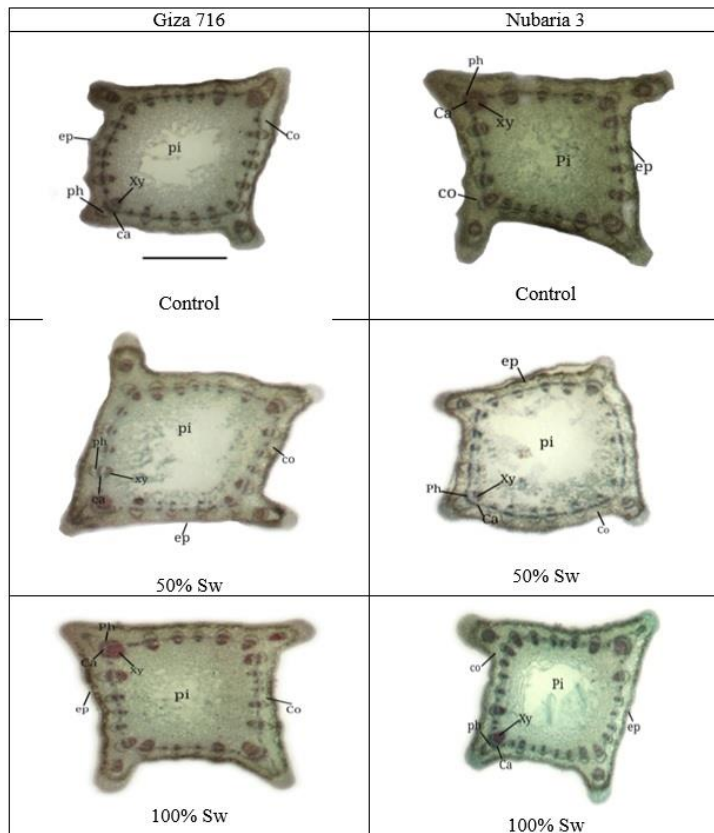 Giza 716
Nubaria 3
ep
pi
Co
Xy
ph
ca
Control
ph
Ca
xy
Pi
ep
CO
Control
pi
ph
xy
ca
co
ep
50% Sw
ep
pi
Xy
Ph
Ca
Co
50% Sw
Ph
Ca
Xy
ep
pi
Co
100% Sw
co
Pi
ep
Xy
ph
Ca
100% Sw